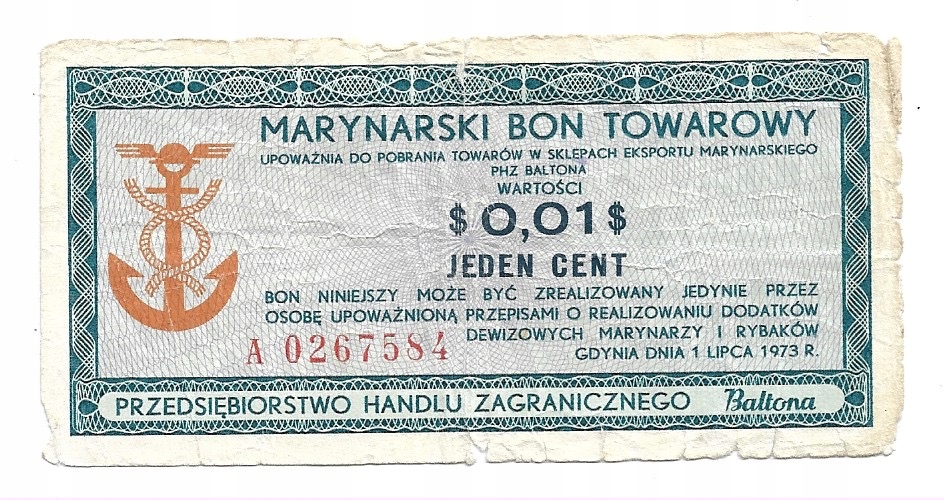 MARYNARSKI BON TOWAROWY
UPOWAŻNIA DO POBRANIA TOWARÓW W SKLEPACH EKSPORTU MARYNARSKIEGO
PHZ BALTONA
WARTOŚCI
$ 0,01 $
JEDEN CENT
BON NINIEJSZY MOŻE BYĆ ZREALIZOWANY JEDYNIE PRZEZ
OSOBĘ UPOWAŻNIONĄ PRZEPISAMI O REALIZOWANIU DODATKÓW
DEWIZOWYCH MARYNARZY I RYBAKÓW
A 0267584
GDYNIA DNIA 1 LIPCA 1973 R.
PRZEDSIĘBIORSTWO HANDLU ZAGRANICZNEGO Baltona